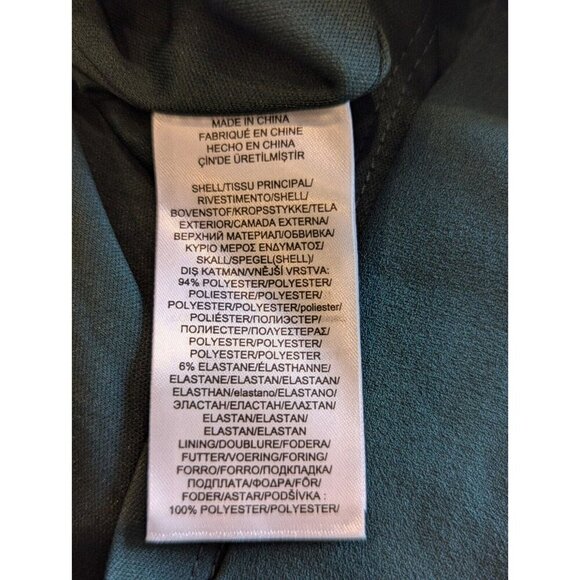 MADE IN CHINA
FABRIQUÉ EN CHINE
HECHO EN CHINA
ÇİN'DE ÜRETİLMİŞTİR
SHELL/TISSU PRINCIPAL/
RIVESTIMENTO/SHELL/
BOVENSTOF/KROPSSTYKKE/TELA
EXTERIOR/CAMADA EXTERNA/
ВЕРХНИЙ МАТЕРИАЛ/ОБВИВКА/
ΚΥΡΙΟ ΜΕΡΟΣ ΕΝΔΥΜΑΤΟΣ/
SKALL/SPEGEL(SHELL)/
DIŞ KATMAN/VNĚJŠÍ VRSTVA:
94% POLYESTER/POLYESTER/
POLIESTERE/POLYESTER/
POLYESTER/POLYESTER/poliester/
POLIÉSTER/ПОЛИЭСТЕР/
ПОЛИЕСТЕР/ΠΟΛΥΕΣΤΕΡΑΣ/
POLYESTER/POLYESTER/
POLYESTER/POLYESTER
6% ELASTANE/ÉLASTHANNE/
ELASTANE/ELASTAN/ELASTAAN/
ELASTHAN/elastano/ELASTANO/
ЭЛАСТАН/ЕЛАСТАН/ΕΛΑΣΤΑΝ/
ELASTAN/ELASTAN/
ELASTAN/ELASTAN
LINING/DOUBLURE/FODERA/
FUTTER/VOERING/FORING/
FORRO/FORRO/ПОДКЛАДКА/
ПОДПЛАТА/ΦΟΔΡΑ/FÖR/
FODER/ASTAR/PODŠÍVKA :
100% POLYESTER/POLYESTER/